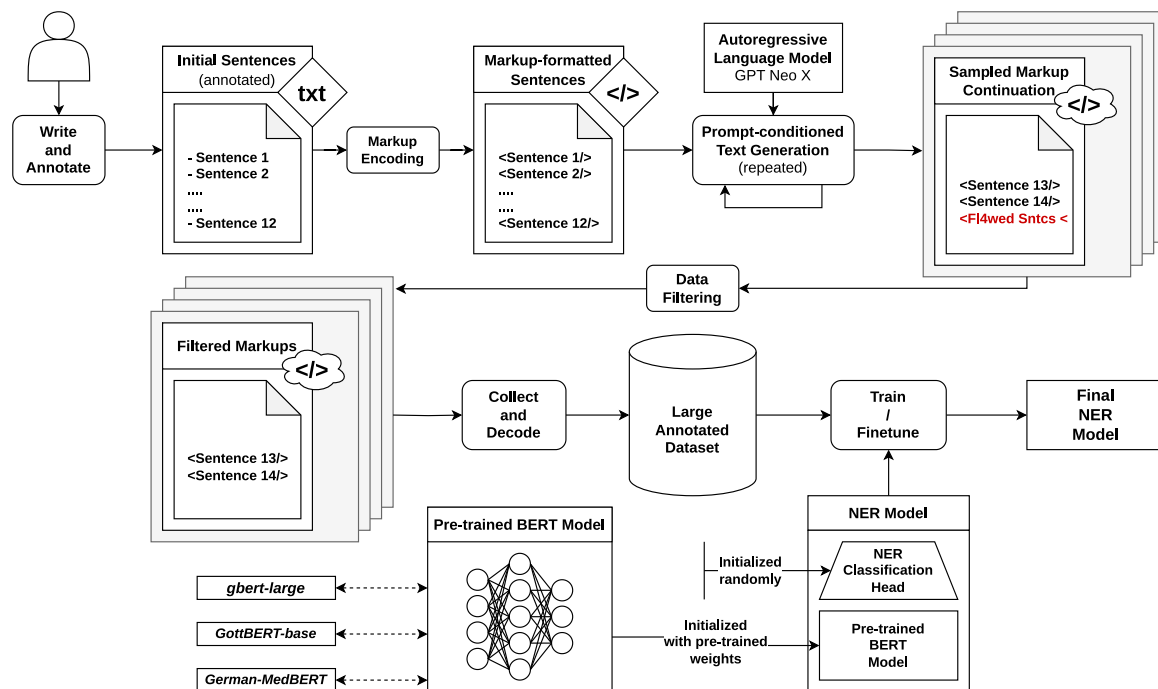 Write
and
Annotate
Initial Sentences
(annotated)
txt
- Sentence 1
- Sentence 2
....
....
- Sentence 12
Markup
Encoding
Markup-formatted
Sentences
</>
<Sentence 1/>
<Sentence 2/>
....
....
<Sentence 12/>
Autoregressive
Language Model
GPT Neo X
Prompt-conditioned
Text Generation
(repeated)
Sampled Markup
Continuation
</>
<Sentence 13/>
<Sentence 14/>
<Fl4wed Sntcs <
Data
Filtering
Filtered Markups
</>
<Sentence 13/>
<Sentence 14/>
Collect
and
Decode
Large
Annotated
Dataset
Train
/
Finetune
Final
NER
Model
Pre-trained BERT Model
gbert-large
GottBERT-base
German-MedBERT
Initialized
randomly
Initialized
with pre-trained
weights
NER Model
NER
Classification
Head
Pre-trained
BERT
Model